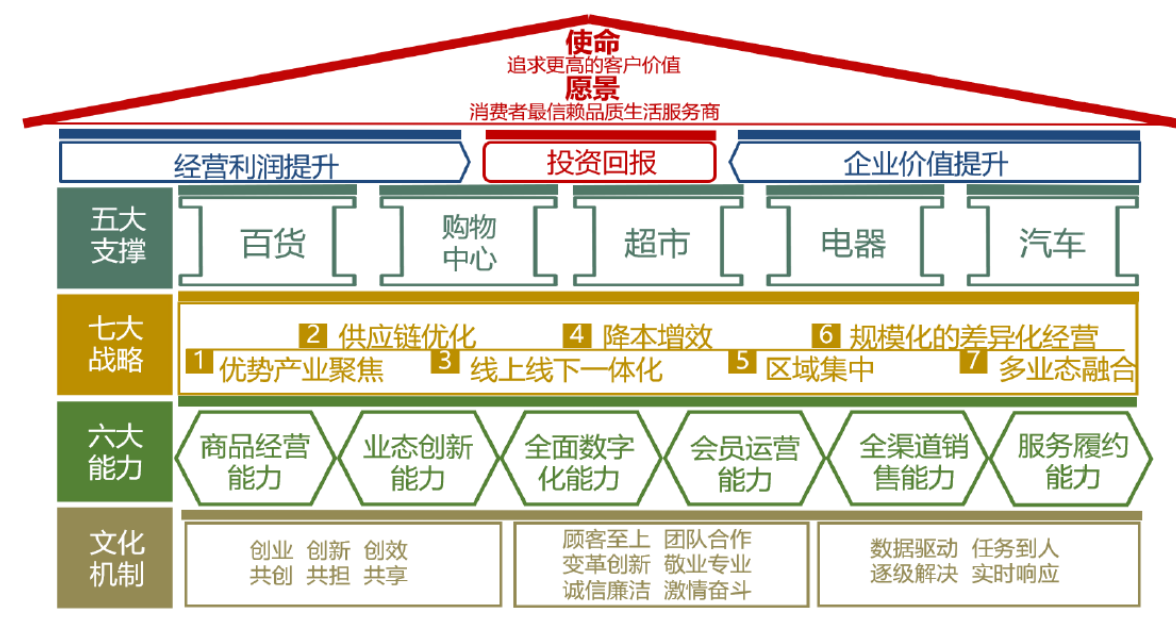 使命
追求更高的客户价值
愿景
消费者最信赖品质生活服务商
经营利润提升
投资回报
企业价值提升
五大
支撑
百货
购物
中心
超市
电器
汽车
七大
战略
1 优势产业聚焦
2 供应链优化
3 线上线下一体化
4 降本增效
5 区域集中
6 规模化的差异化经营
7 多业态融合
六大
能力
商品经营
能力
业态创新
能力
全面数字
化能力
会员运营
能力
全渠道销
售能力
服务履约
能力
文化
机制
创业 创新 创效
共创 共担 共享
顾客至上 团队合作
变革创新 敬业专业
诚信廉洁 激情奋斗
数据驱动 任务到人
逐级解决 实时响应